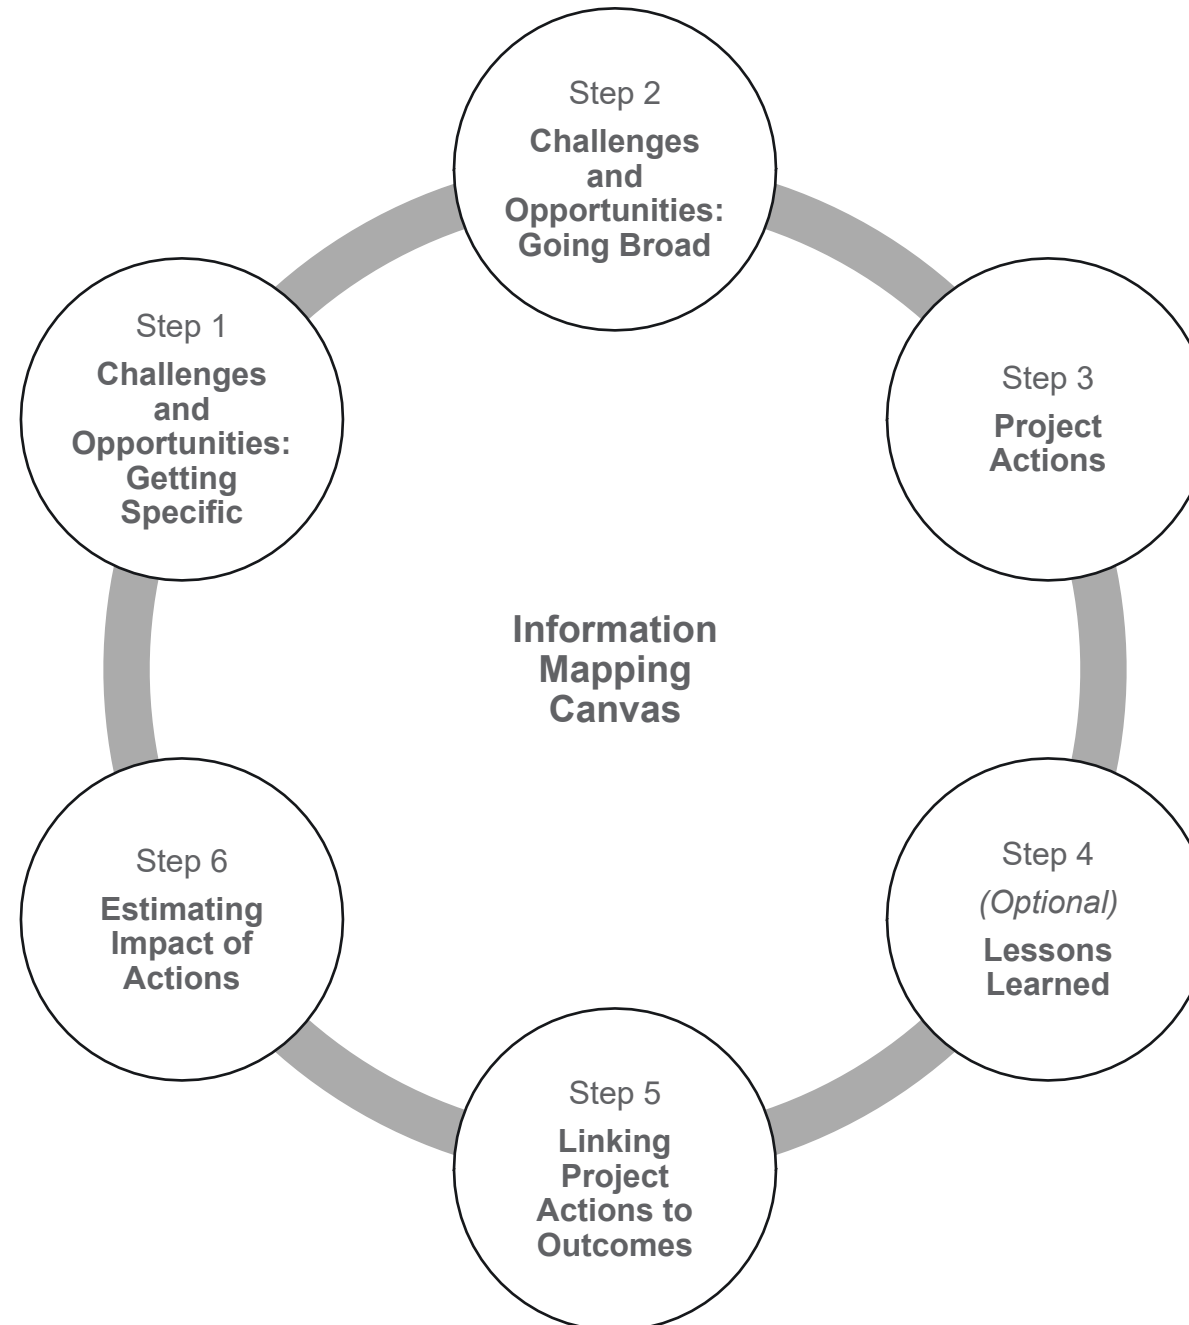 Step 2
Challenges
and
Opportunities:
Going Broad
Step 1
Challenges
and
Opportunities:
Getting
Specific
Step 3
Project
Actions
Information
Mapping
Canvas
Step 6
Estimating
Impact of
Actions
Step 4
(Optional)
Lessons
Learned
Step 5
Linking
Project
Actions to
Outcomes